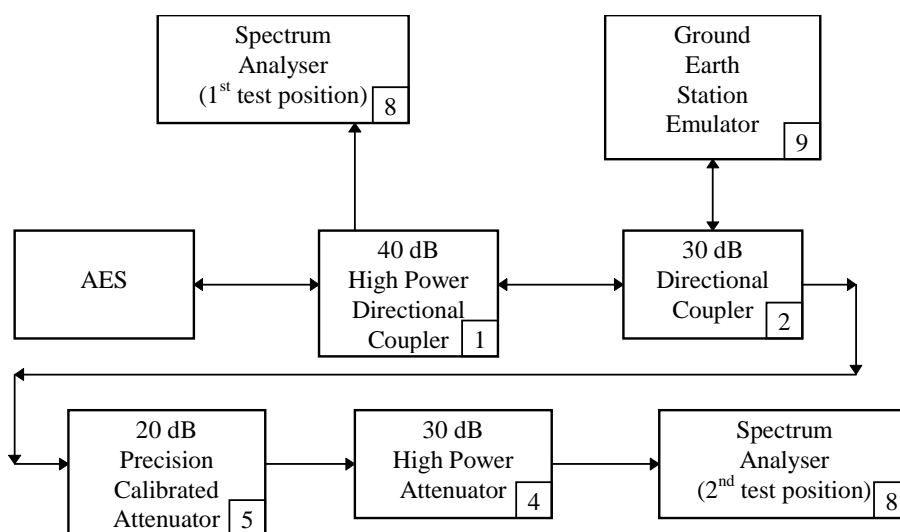 Spectrum
Analyser
(1st test position)
8
Ground
Earth
Station
Emulator
9
AES
40 dB
High Power
Directional
Coupler
1
30 dB
Directional
Coupler
2
20 dB
Precision
Calibrated
Attenuator
5
30 dB
High Power
Attenuator
4
Spectrum
Analyser
(2nd test position)
8